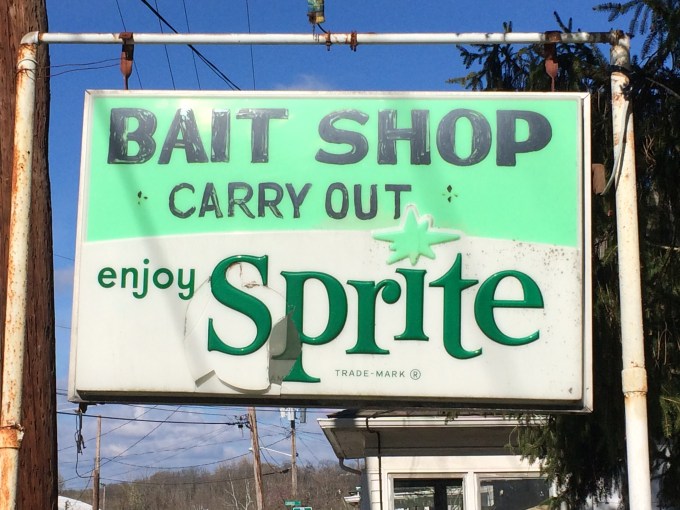 BAIT SHOP
CARRY OUT
enjoy Sprite
TRADE-MARK ®